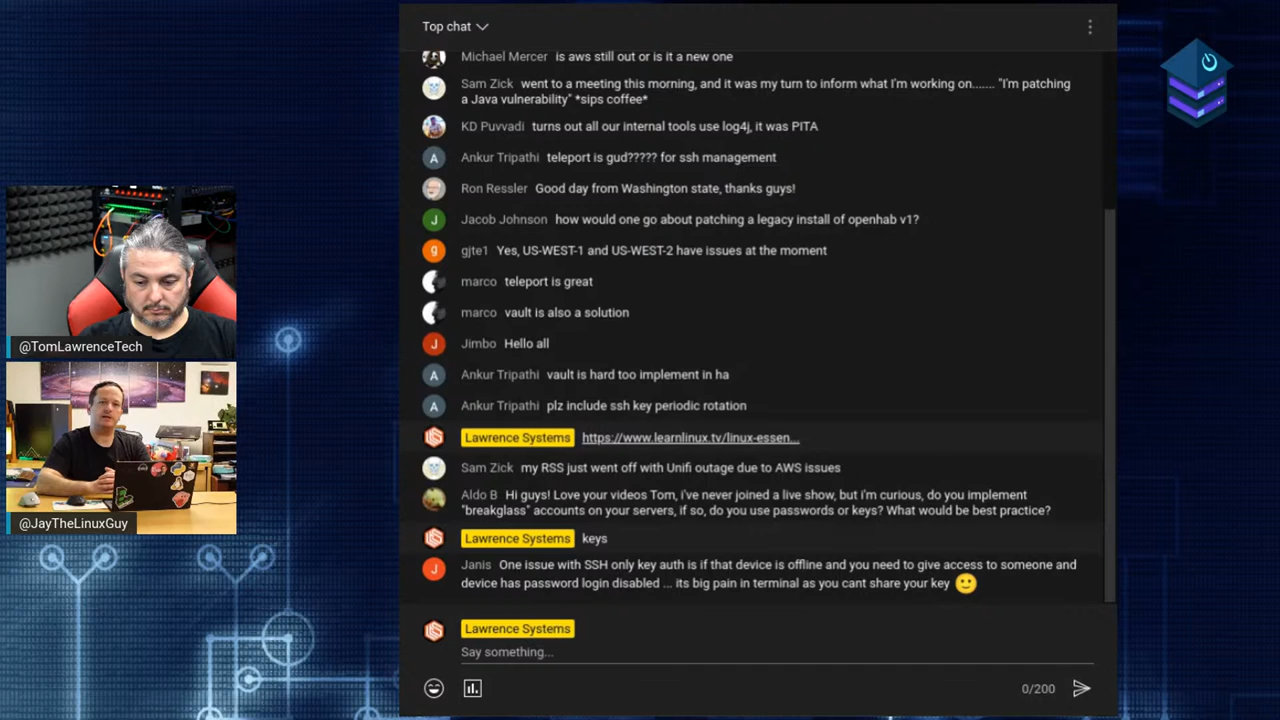 Top chat
Michael Mercer is aws still out or is it a new one
Sam Zick went to a meeting this morning, and it was my turn to inform what I'm working on....... "I'm patching
a Java vulnerability" *sips coffee*
KD Puvvadi turns out all our internal tools use log4j, it was PITA
A Ankur Tripathi teleport is gud????? for ssh management
Ron Ressler Good day from Washington state, thanks guys!
J Jacob Johnson how would one go about patching a legacy install of openhab v1?
g gjte1 Yes, US-WEST-1 and US-WEST-2 have issues at the moment
marco teleport is great
marco vault is also a solution
J Jimbo Hello all
A Ankur Tripathi vault is hard too implement in ha
A Ankur Tripathi plz include ssh key periodic rotation
Lawrence Systems https://www.learnlinux.tv/linux-essen...
Sam Zick my RSS just went off with Unifi outage due to AWS issues
Aldo B Hi guys! Love your videos Tom, i've never joined a live show, but i'm curious, do you implement
"breakglass" accounts on your servers, if so, do you use passwords or keys? What would be best practice?
Lawrence Systems keys
J Janis One issue with SSH only key auth is if that device is offline and you need to give access to someone and
device has password login disabled ... its big pain in terminal as you cant share your key 🙂
Lawrence Systems
Say something...
0/200
@TomLawrenceTech
@JayTheLinuxGuy